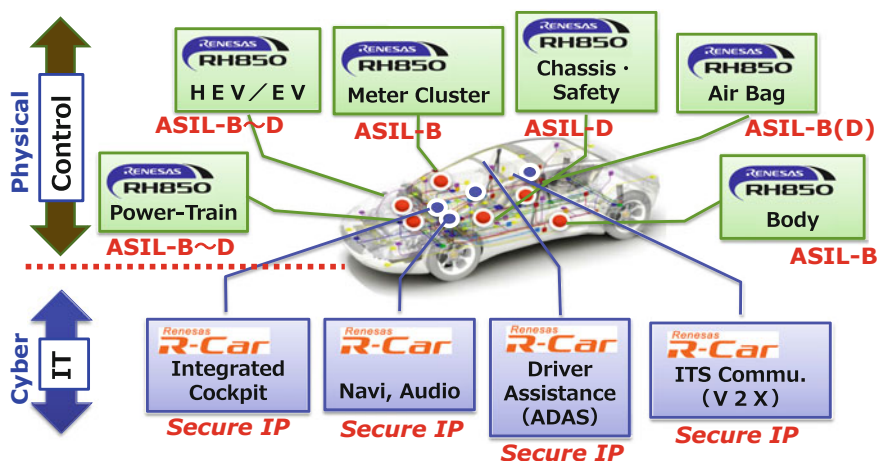 Physical
Control
RENESAS
RH850
ＨＥＶ／ＥＶ
ASIL-B～D
RENESAS
RH850
Meter Cluster
ASIL-B
RENESAS
RH850
Chassis・
Safety
ASIL-D
RENESAS
RH850
Air Bag
ASIL-B(D)
RENESAS
RH850
Power-Train
ASIL-B～D
RENESAS
RH850
Body
ASIL-B
Cyber
IT
Renesas
R-Car
Integrated
Cockpit
Secure IP
Renesas
R-Car
Navi, Audio
Secure IP
Renesas
R-Car
Driver
Assistance
(ADAS)
Secure IP
Renesas
R-Car
ITS Commu.
（Ｖ２Ｘ）
Secure IP